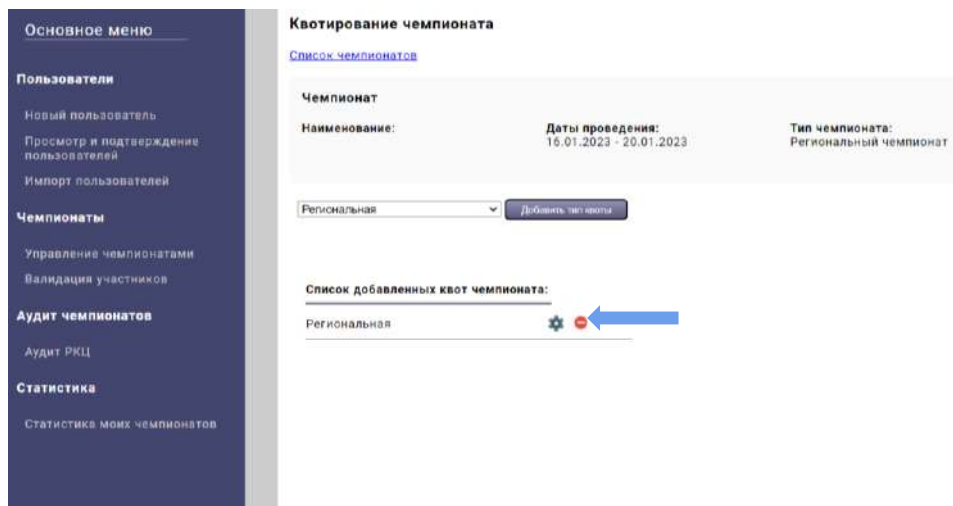 Основное меню
Пользователи
Новый пользователь
Просмотр и подтверждение
пользователей
Импорт пользователей
Чемпионаты
Управление чемпионатами
Валидация участников
Аудит чемпионатов
Аудит РКЦ
Статистика
Статистика моих чемпионатов
Квотирование чемпионата
Список чемпионатов
Чемпионат
Наименование:
Даты проведения:
16.01.2023 - 20.01.2023
Тип чемпионата:
Региональный чемпионат
Региональная
Добавить тип квоты
Список добавленных квот чемпионата:
Региональная